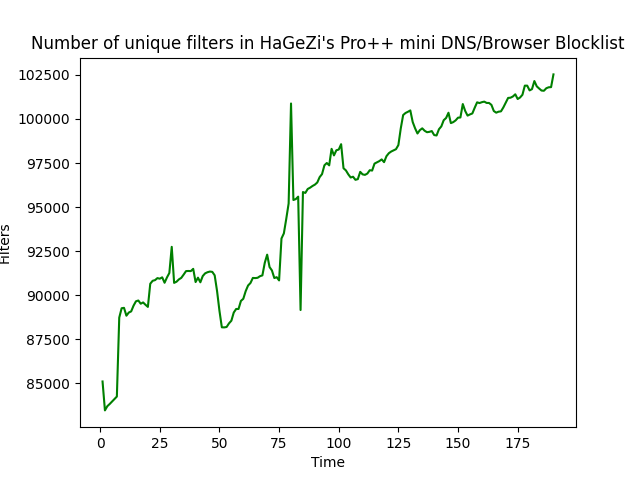 Number of unique filters in HaGeZi's Pro++ mini DNS/Browser Blocklist
102500
100000
97500
95000
92500
90000
87500
85000
Filters
0 25 50 75 100 125 150 175
Time